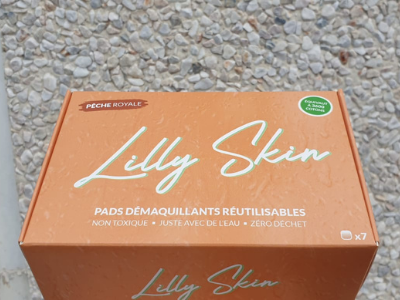 PÊCHE ROYALE
Lilly Skin
PADS DÉMAQUILLANTS RÉUTILISABLES
NON TOXIQUE • JUSTE AVEC DE L'EAU • ZÉRO DÉCHET
x7
Lilly Skin